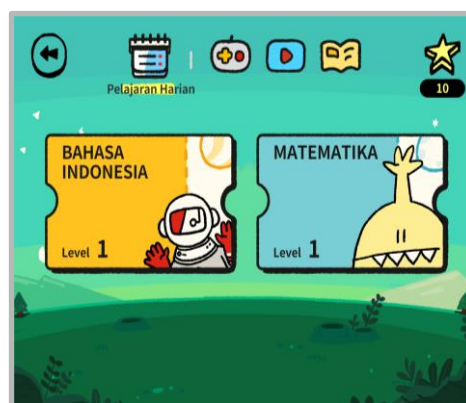 Pelajaran Harian
10
BAHASA
INDONESIA
Level 1
MATEMATIKA
Level 1